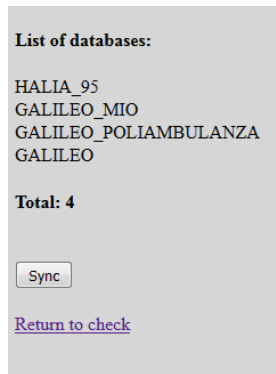 List of databases:
HALIA_95
GALILEO_MIO
GALILEO_POLIAMBULANZA
GALILEO
Total: 4
Sync
Return to check